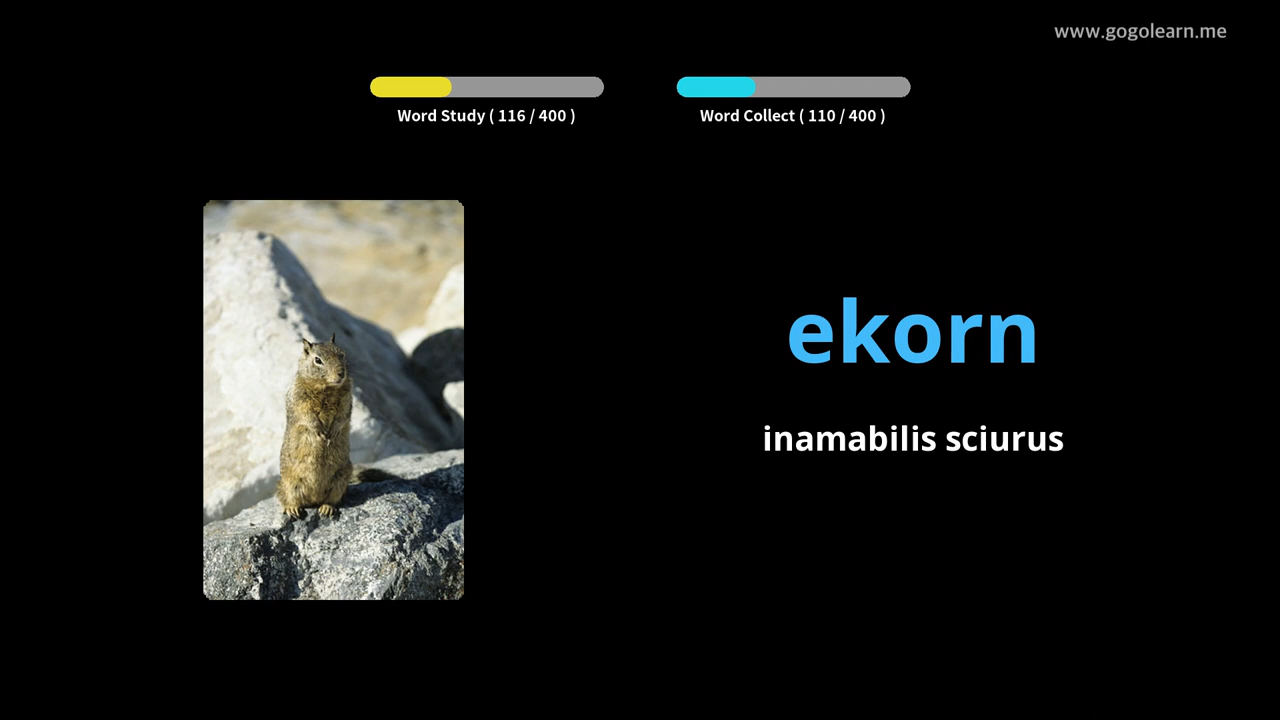 www.gogolearn.me
Word Study ( 116 / 400 )
Word Collect ( 110 / 400 )
ekorn
inamabilis sciurus